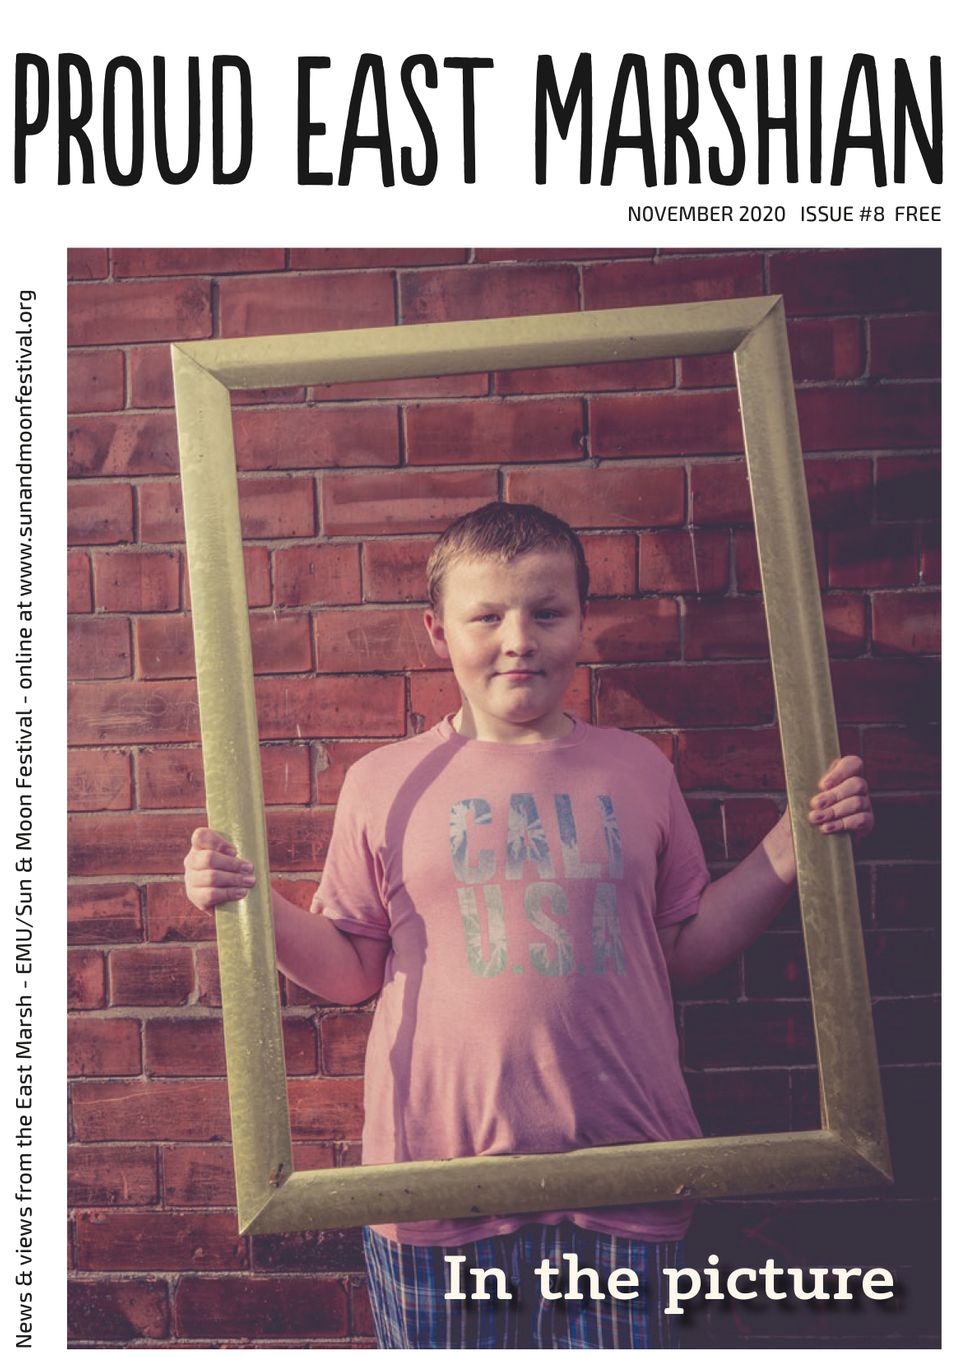 PROUD EAST MARSHIAN
NOVEMBER 2020 ISSUE #8 FREE
News & views from the East Marsh - EMU/Sun & Moon Festival - online at www.sunandmoonfestival.org
CALI
U.S.A
In the picture